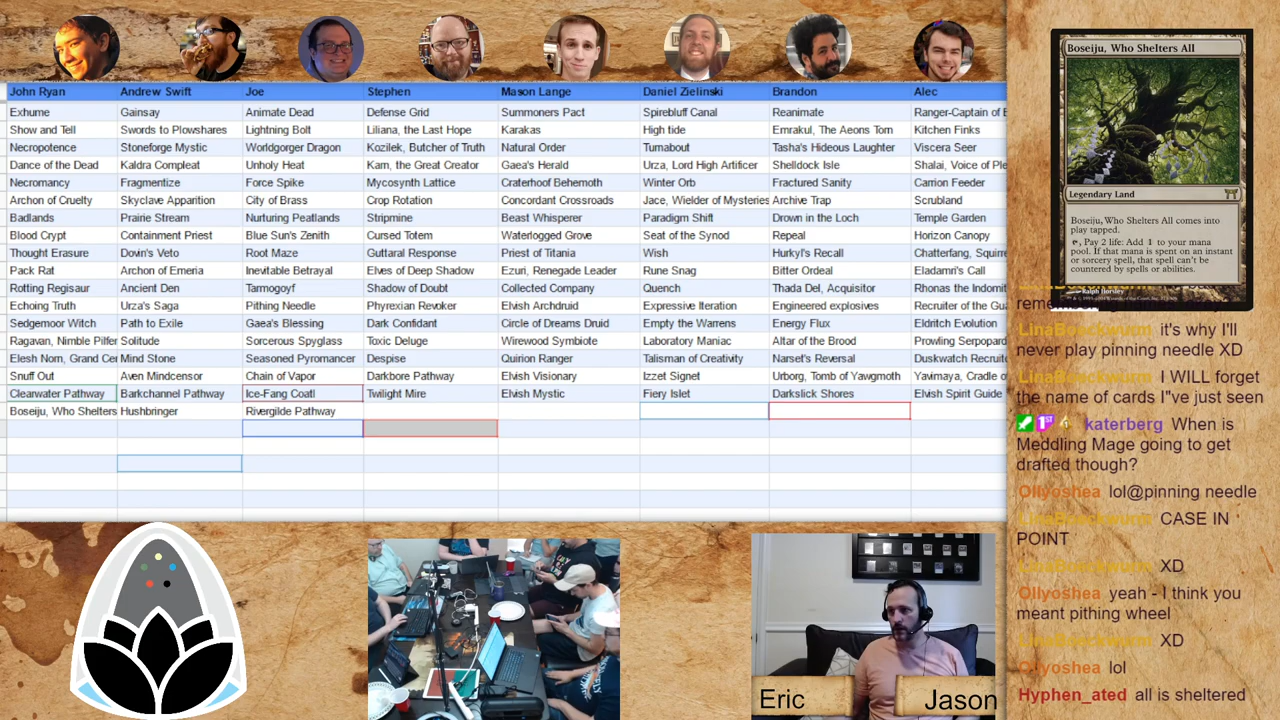 John Ryan Andrew Swift Joe Stephen Mason Lange Daniel Zielinski Brandon Alec
Exhume Gainsay Animate Dead Defense Grid Summoners Pact Spirebluff Canal Reanimate Ranger-Captain of E
Show and Tell Swords to Plowshares Lightning Bolt Liliana, the Last Hope Karakas High tide Emrakul, The Aeons Torn Kitchen Finks
Necropotence Stoneforge Mystic Worldgorger Dragon Kozilek, Butcher of Truth Natural Order Turnabout Tasha's Hideous Laughter Viscera Seer
Dance of the Dead Kaldra Compleat Unholy Heat Karn, the Great Creator Gaea's Herald Urza, Lord High Artificer Shelldock Isle Shalai, Voice of Ple
Necromancy Fragmentize Force Spike Mycosynth Lattice Craterhoof Behemoth Winter Orb Fractured Sanity Carrion Feeder
Archon of Cruelty Skyclave Apparition City of Brass Crop Rotation Concordant Crossroads Jace, Wielder of Mysteries Archive Trap Scrubland
Badlands Prairie Stream Nurturing Peatlands Stripmine Beast Whisperer Paradigm Shift Drown in the Loch Temple Garden
Blood Crypt Containment Priest Blue Sun's Zenith Cursed Totem Waterlogged Grove Seat of the Synod Repeal Horizon Canopy
Thought Erasure Dovin's Veto Root Maze Guttural Response Priest of Titania Wish Hurkyl's Recall Chatterfang, Squirre
Pack Rat Archon of Emeria Inevitable Betrayal Elves of Deep Shadow Ezuri, Renegade Leader Rune Snag Bitter Ordeal Eladamri's Call
Rotting Regisaur Ancient Den Tarmogoyf Shadow of Doubt Collected Company Quench Thada Del, Acquisitor Rhonas the Indomit
Echoing Truth Urza's Saga Pithing Needle Phyrexian Revoker Elvish Archdruid Expressive Iteration Engineered explosives Recruiter of the Gua
Sedgemoor Witch Path to Exile Gaea's Blessing Dark Confidant Circle of Dreams Druid Empty the Warrens Energy Flux Eldritch Evolution
Ragavan, Nimble Pilfer Solitude Sorcerous Spyglass Toxic Deluge Wirewood Symbiote Laboratory Maniac Altar of the Brood Prowling Serpopard
Elesh Norn, Grand Cer Mind Stone Seasoned Pyromancer Despise Quirion Ranger Talisman of Creativity Narset's Reversal Duskwatch Recruit
Snuff Out Aven Mindcensor Chain of Vapor Darkbore Pathway Elvish Visionary Izzet Signet Urborg, Tomb of Yawgmoth Yavimaya, Cradle o
Clearwater Pathway Barkchannel Pathway Ice-Fang Coatl Twilight Mire Elvish Mystic Fiery Islet Darkslick Shores Elvish Spirit Guide
Boseiju, Who Shelters Hushbringer Riverglide Pathway
Boseiju, Who Shelters All
Legendary Land
Boseiju, Who Shelters All comes into
play tapped.
, Pay 2 life: Add 1 to your mana
pool. If that mana is spent on an instant
or sorcery spell, that spell can't be
countered by spells or abilities.
LinaBoeckwurm it's why I'll
never play pinning needle XD
LinaBoeckwurm I WILL forget
the name of cards I"ve just seen
katerberg When is
Meddling Mage going to get
drafted though?
Ollyoshea lol@pinning needle
LinaBoeckwurm CASE IN
POINT
LinaBoeckwurm XD
Ollyoshea yeah - I think you
meant pithing wheel
LinaBoeckwurm XD
Ollyoshea lol
Hyphen_ated all is sheltered
Eric
Jason